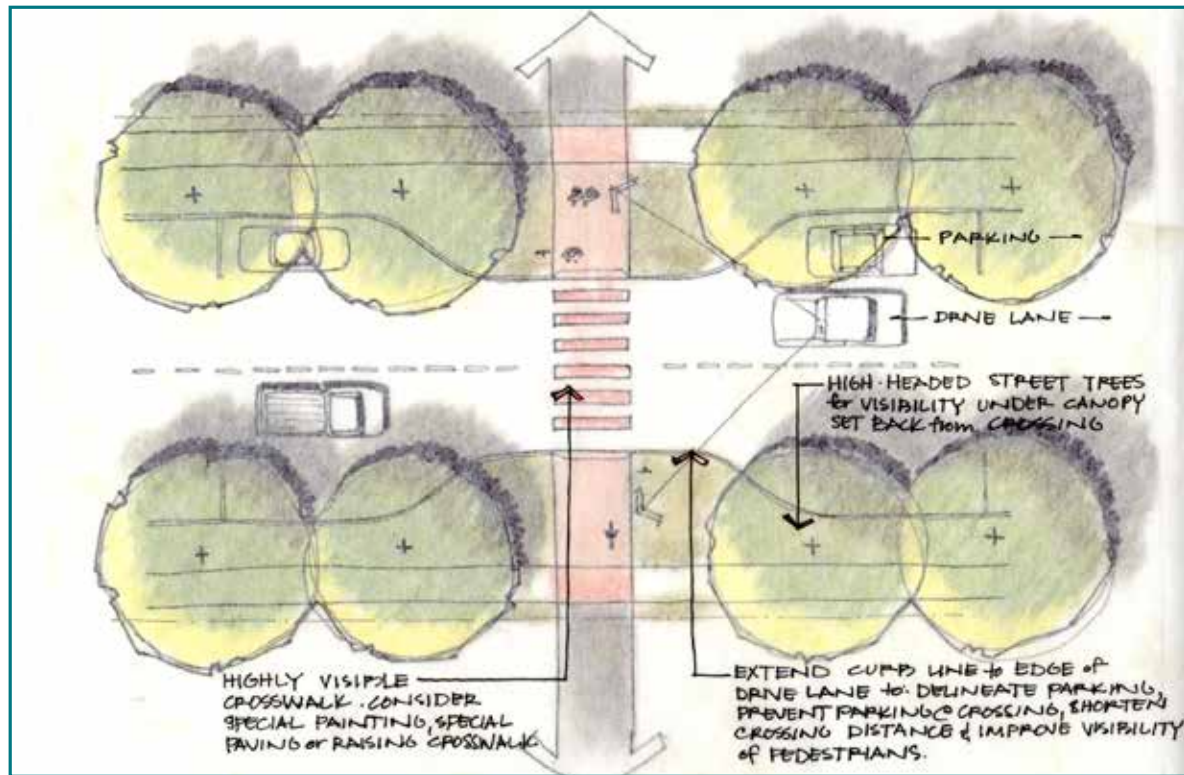 PARKING
DRIVE LANE
HIGH-HEADED STREET TREES
for VISIBILITY UNDER CANOPY
SET BACK from CROSSING
HIGHLY VISIBLE
CROSSWALK. CONSIDER
SPECIAL PAINTING, SPECIAL
PAVING or RAISING CROSSWALK
EXTEND CURB LINE to EDGE of
DRIVE LANE to: DELINEATE PARKING,
PREVENT PARKING @ CROSSING, SHORTEN
CROSSING DISTANCE & IMPROVE VISIBILITY
of PEDESTRIANS.